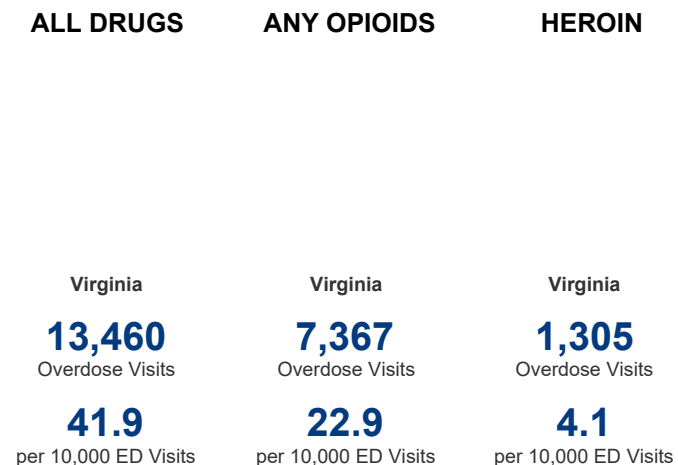 ALL DRUGS
ANY OPIOIDS
HEROIN
Virginia
Virginia
Virginia
13,460
7,367
1,305
Overdose Visits
Overdose Visits
Overdose Visits
41.9
22.9
4.1
per 10,000 ED Visits
per 10,000 ED Visits
per 10,000 ED Visits